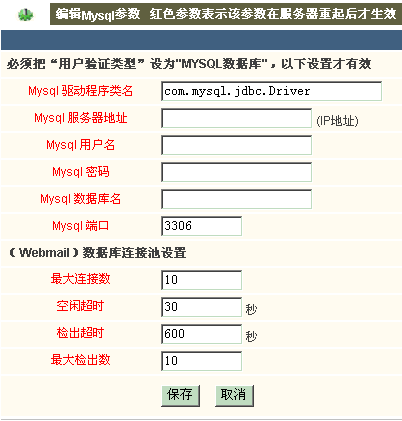 编辑Mysql参数 红色参数表示该参数在服务器重起后才生效
必须把“用户验证类型”设为"MYSQL数据库"，以下设置才有效
Mysql 驱动程序类名 com.mysql.jdbc.Driver
Mysql 服务器地址 (IP地址)
Mysql 用户名
Mysql 密码
Mysql 数据库名
Mysql 端口 3306
（Webmail）数据库连接池设置
最大连接数 10
空闲超时 30 秒
检出超时 600 秒
最大检出数 10
保存 取消